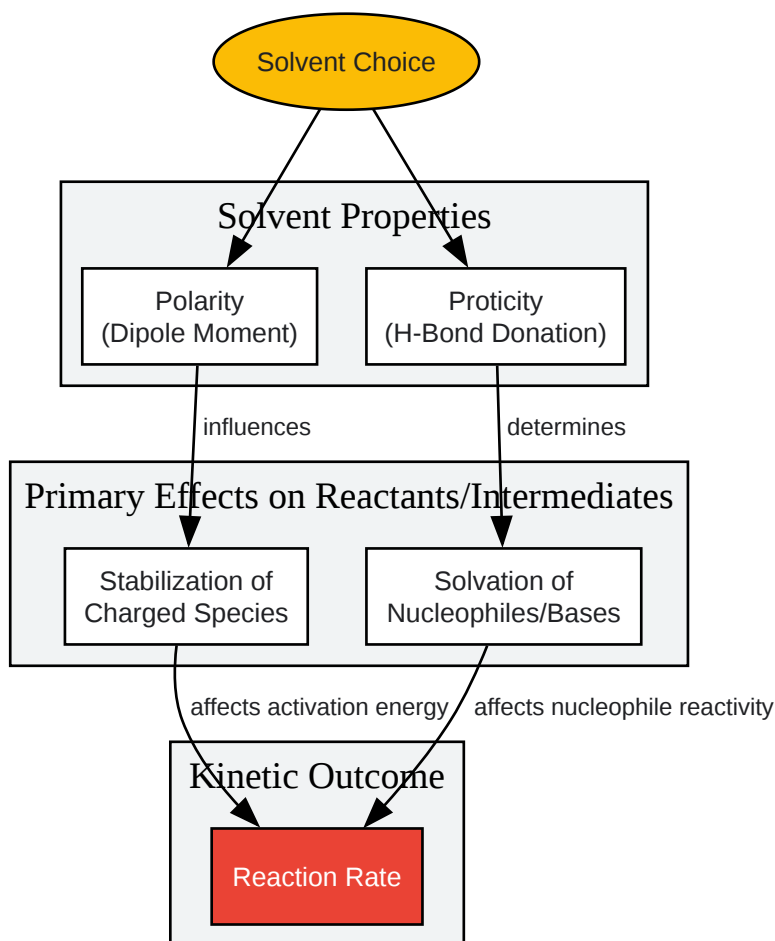 Solvent Choice
Solvent Properties
Polarity
(Dipole Moment)
Proticity
(H-Bond Donation)
influences
determines
Primary Effects on Reactants/Intermediates
Stabilization of
Charged Species
Solvation of
Nucleophiles/Bases
affects activation energy
affects nucleophile reactivity
Kinetic Outcome
Reaction Rate